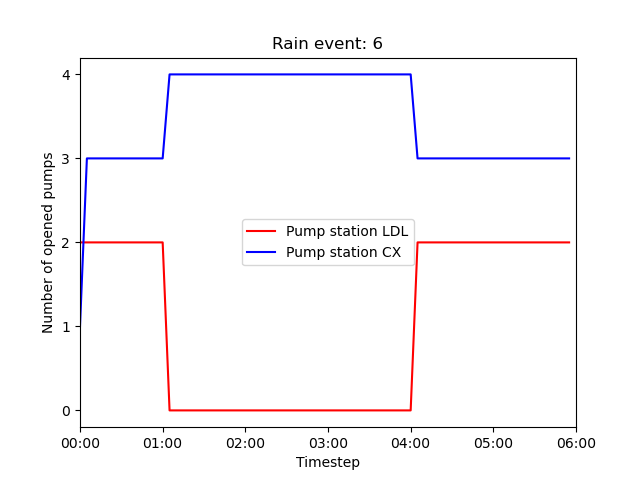 Rain event: 6
Number of opened pumps
4
3
2
1
0
Pump station LDL
Pump station CX
00:00 01:00 02:00 03:00 04:00 05:00 06:00
Timestep